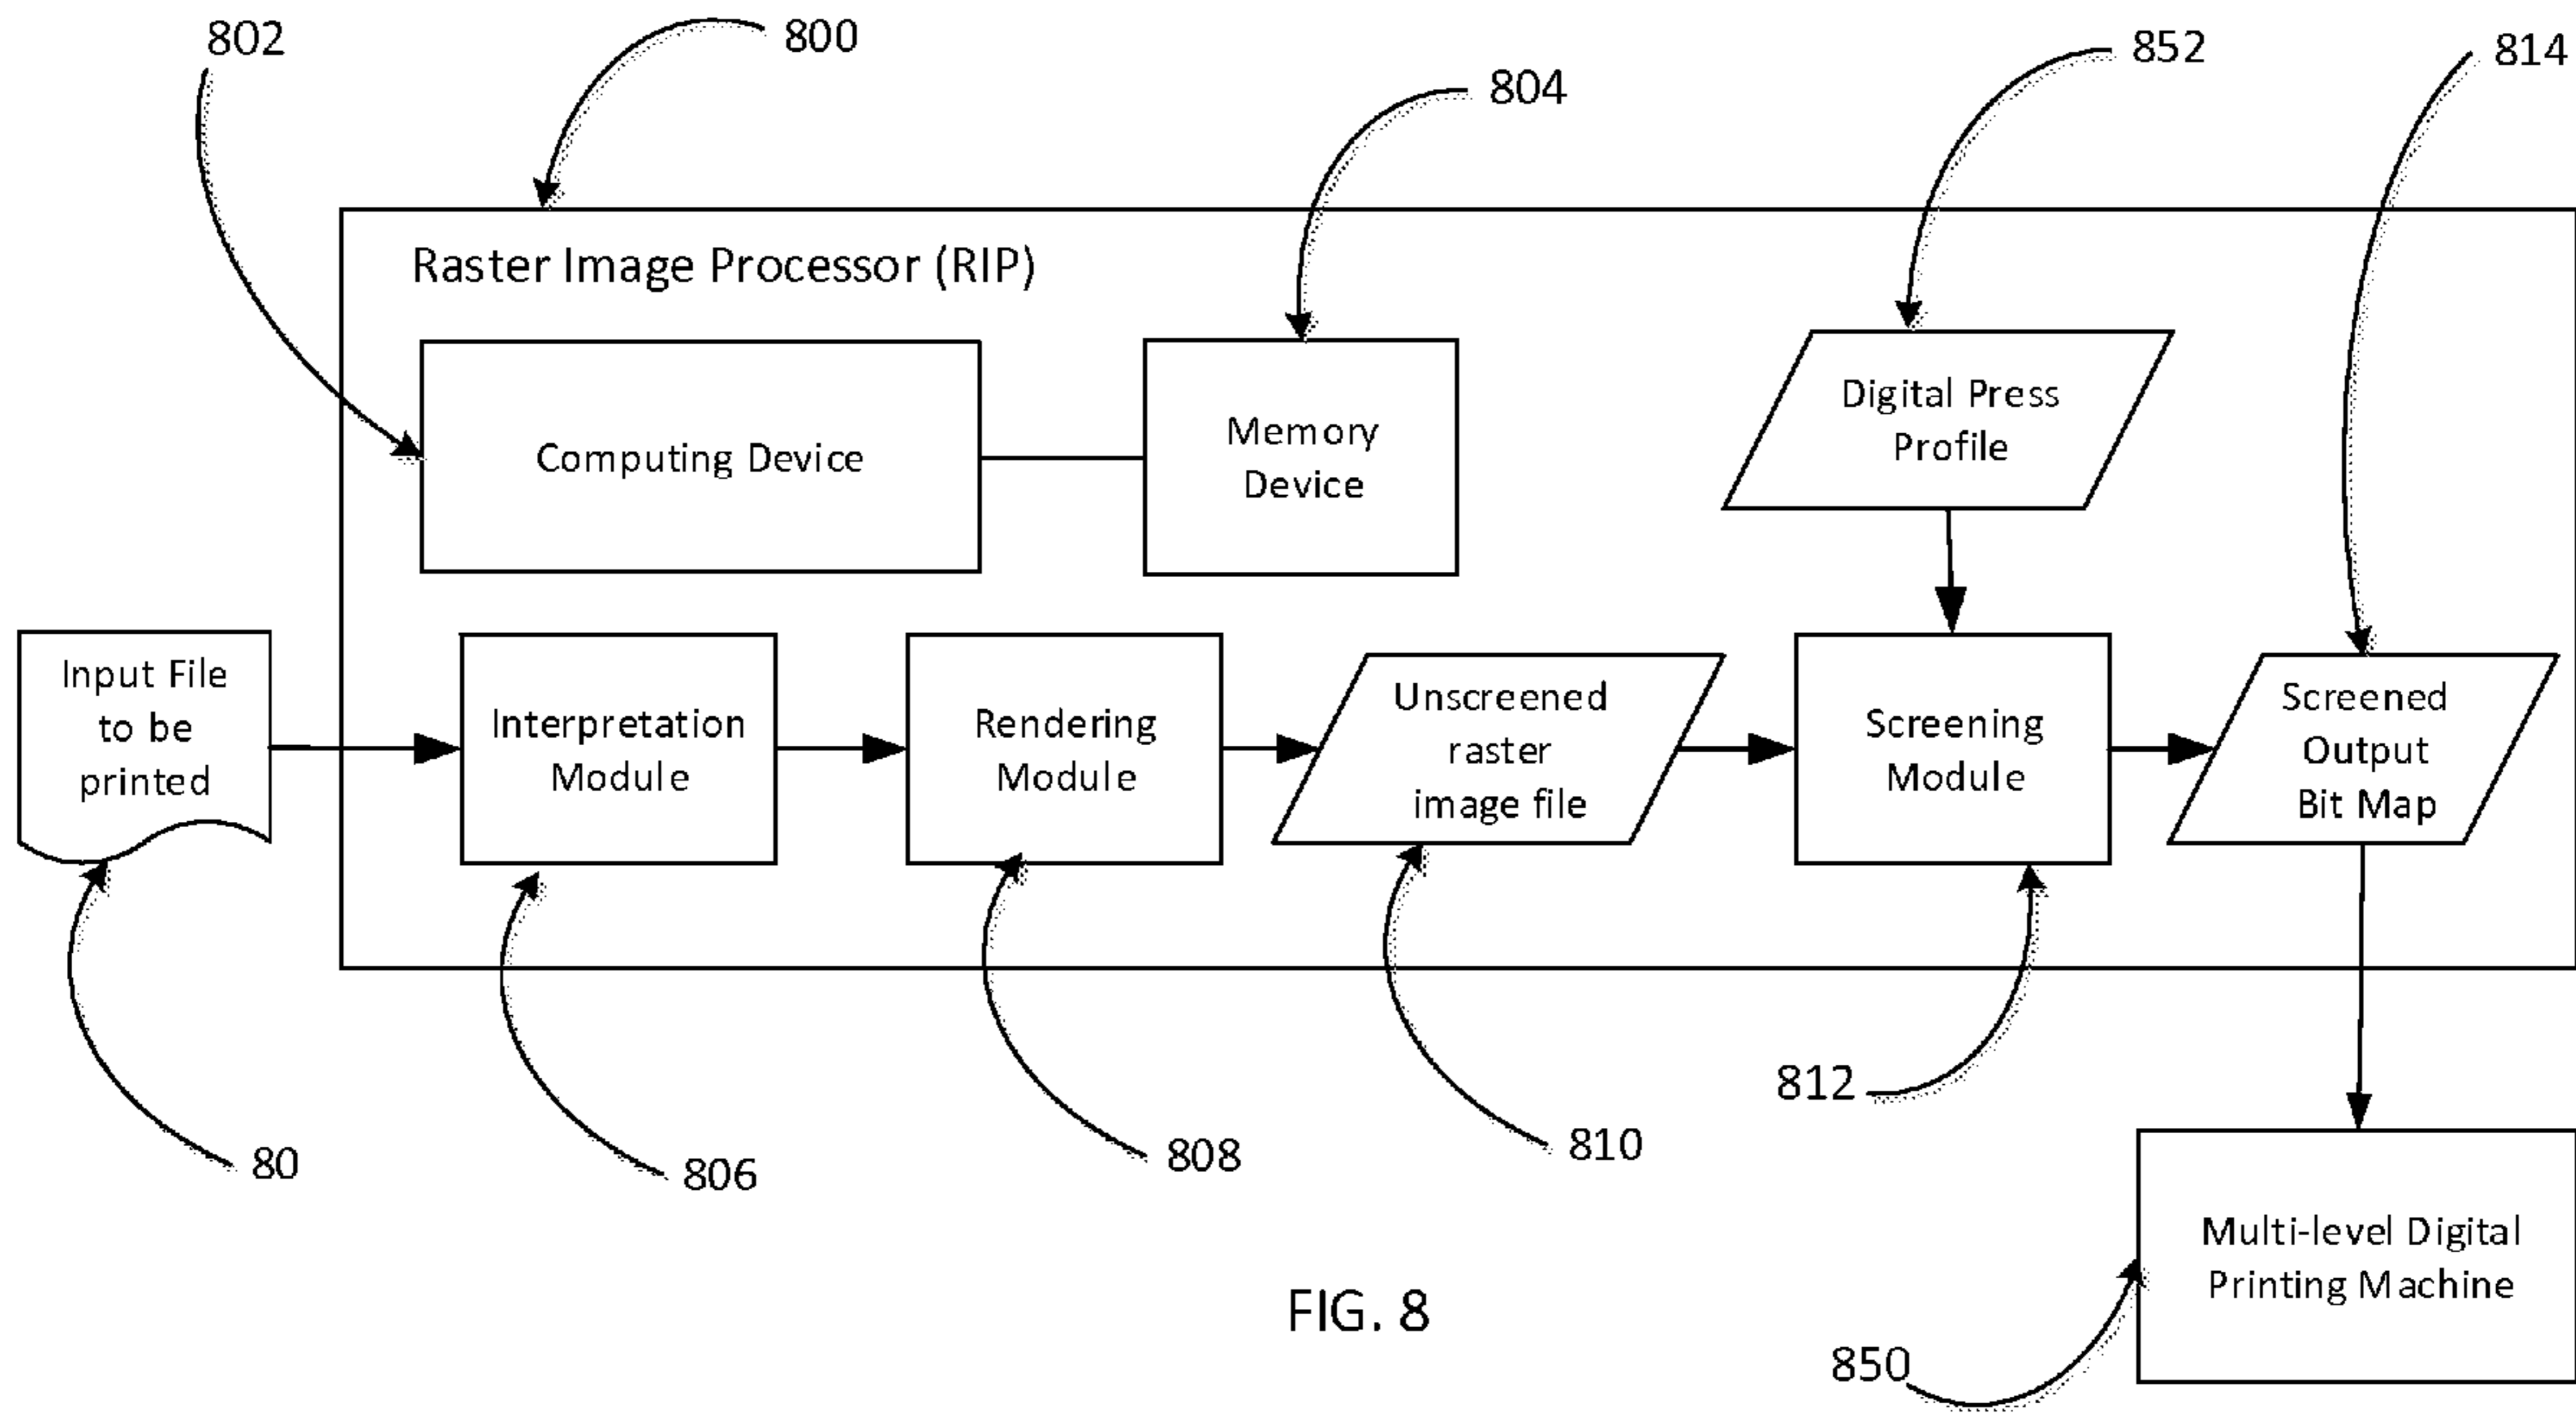 802
800
804
852
814
Raster Image Processor (RIP)
Computing Device
Memory
Device
Digital Press
Profile
Input File
to be
printed
Interpretation
Module
Rendering
Module
Unscreened
raster
image file
Screening
Module
Screened
Output
Bit Map
80
806
808
810
812
Multi-level Digital
Printing Machine
850
FIG. 8